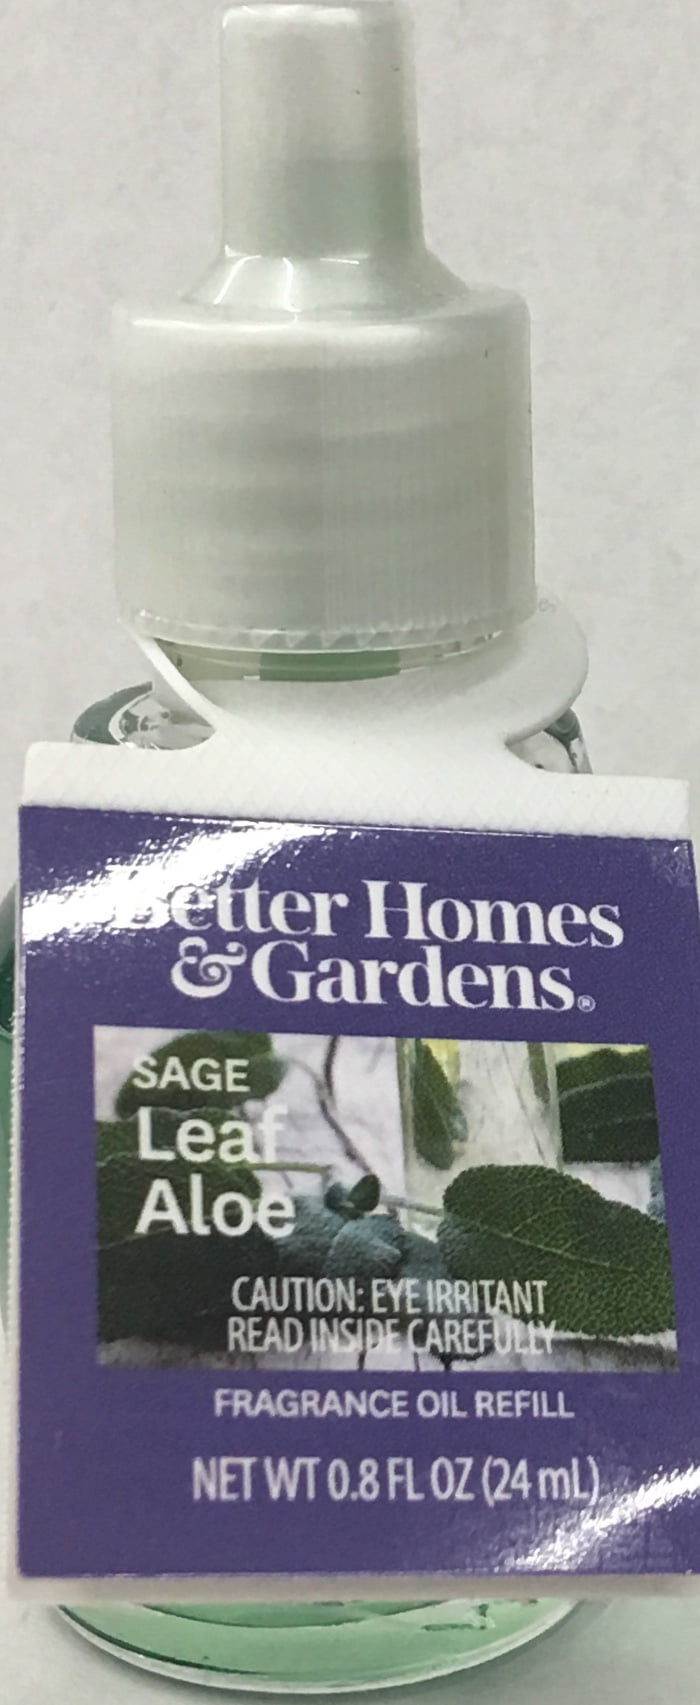 Better Homes
& Gardens®
SAGE
Leaf
Aloe
CAUTION: EYE IRRITANT
READ INSIDE CAREFULLY
FRAGRANCE OIL REFILL
NET WT 0.8 FL OZ (24 mL)